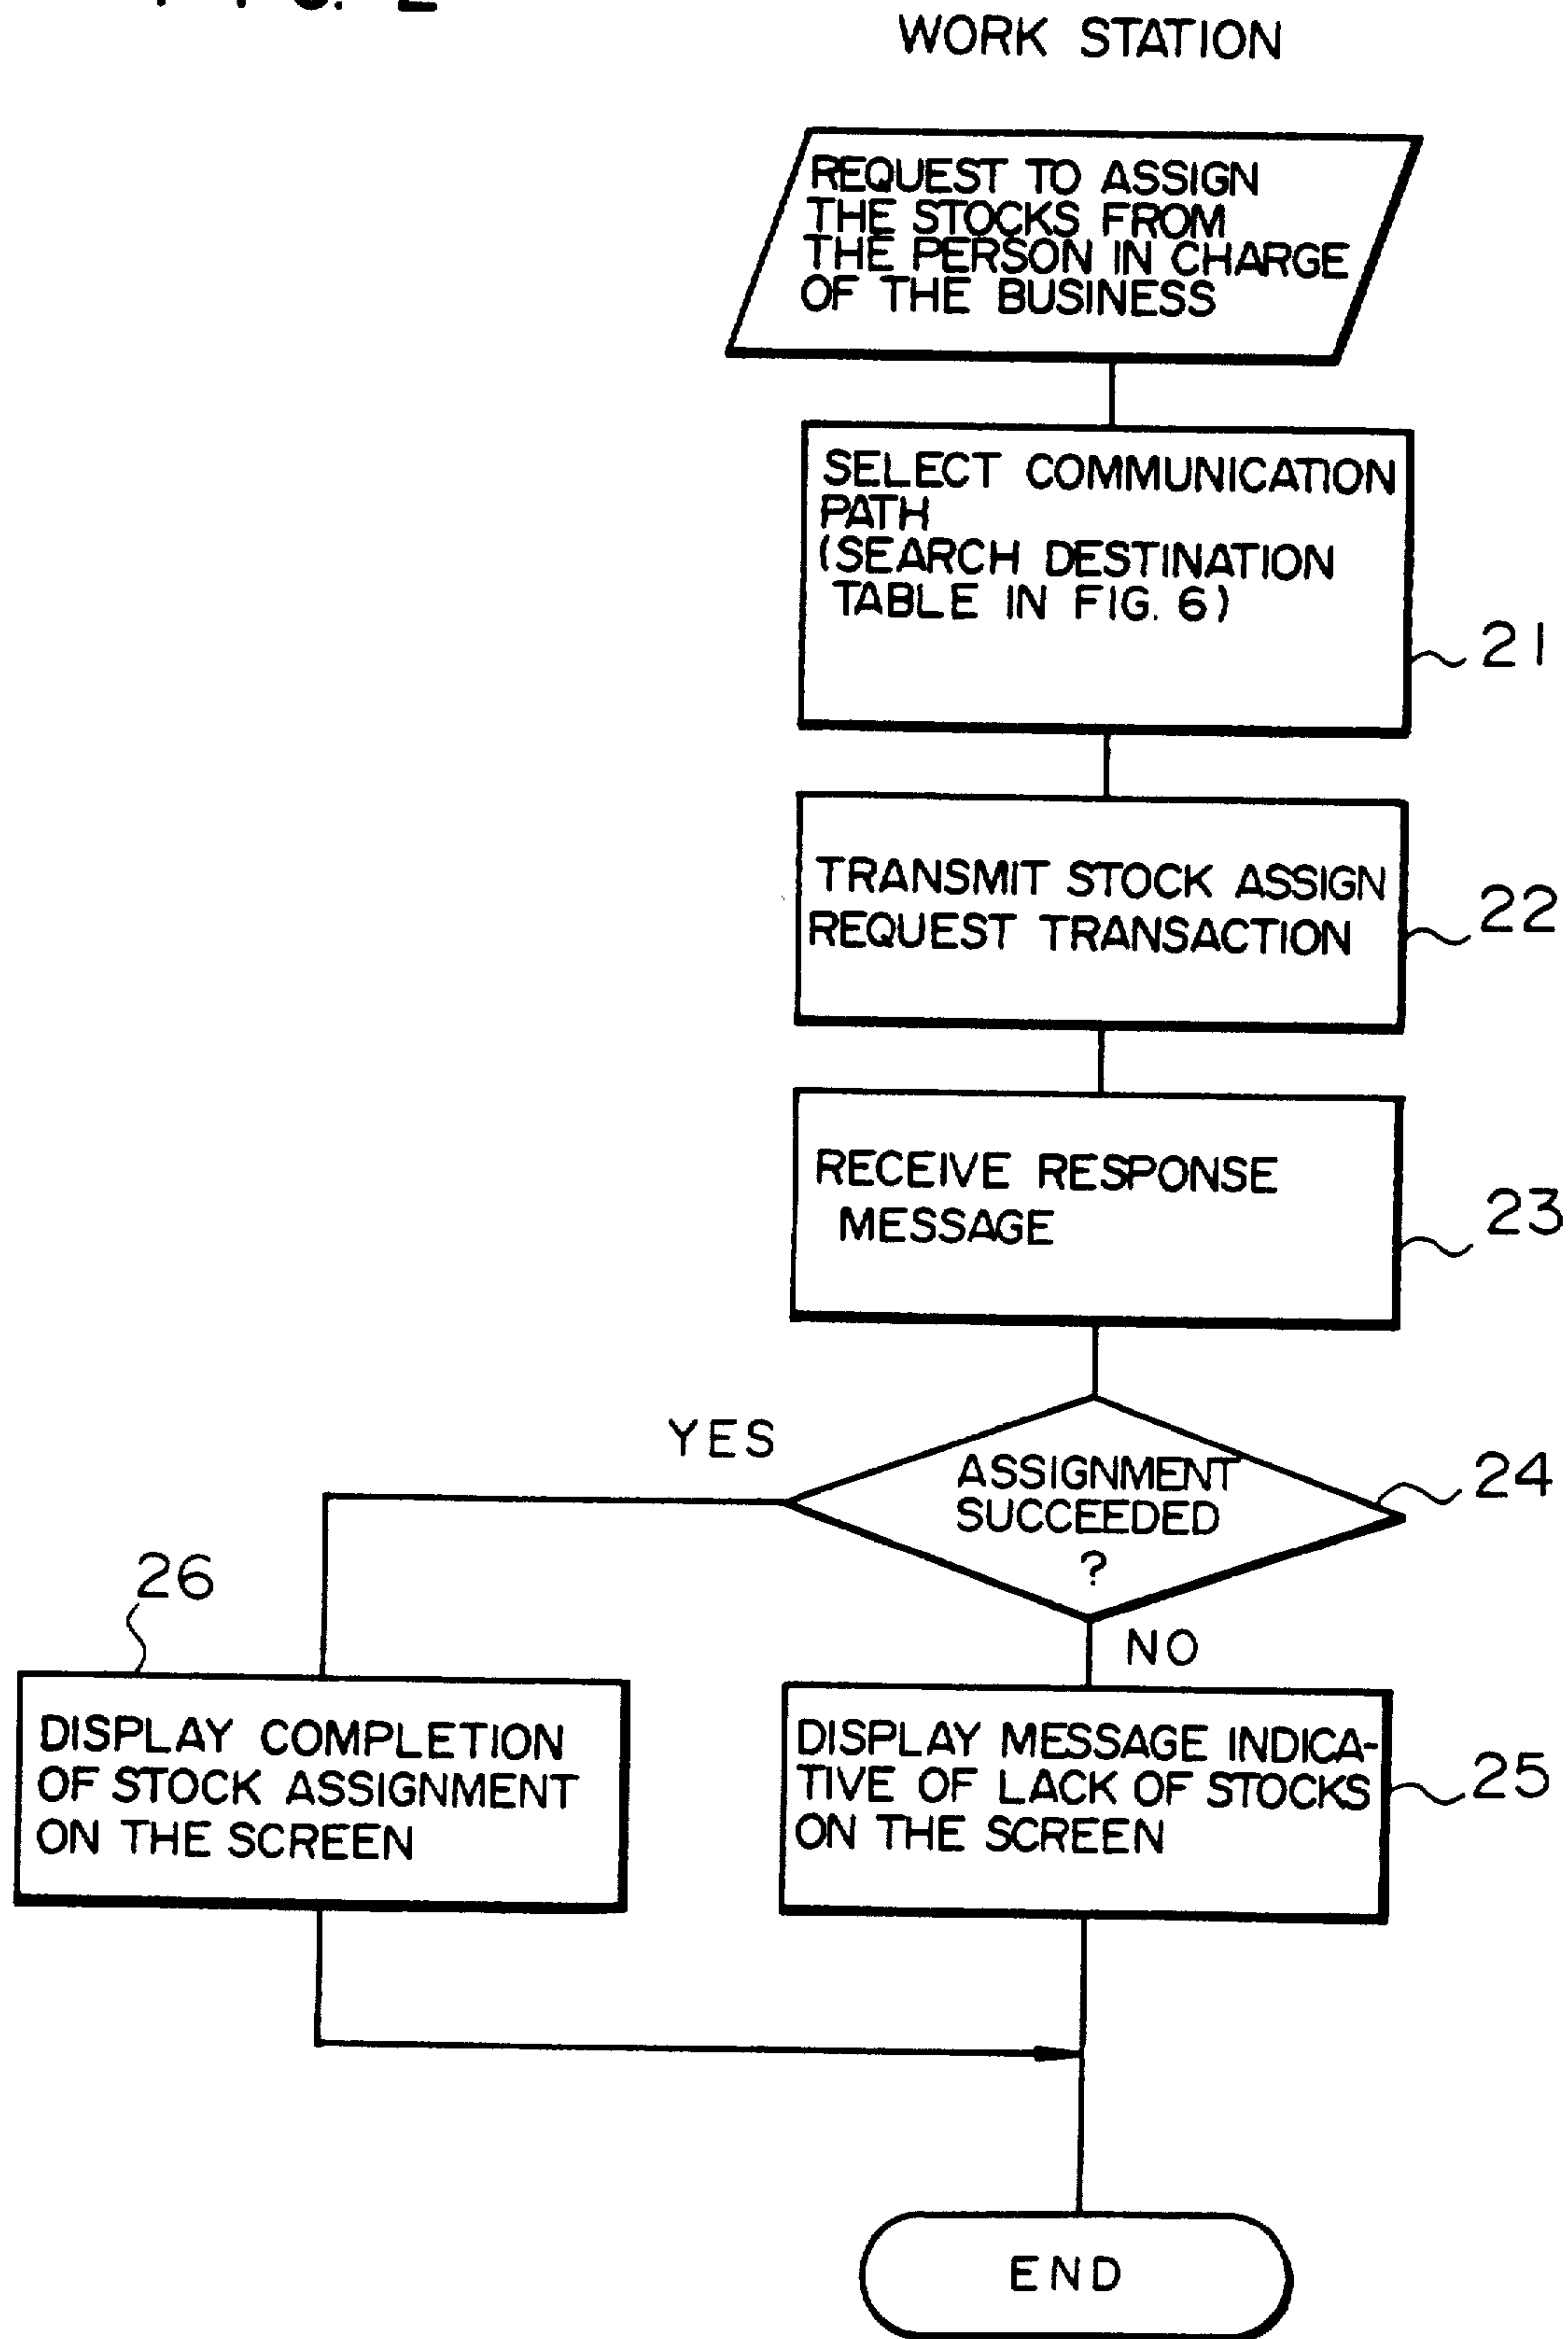 FIG. 2
WORK STATION
REQUEST TO ASSIGN
THE STOCKS FROM
THE PERSON IN CHARGE
OF THE BUSINESS
SELECT COMMUNICATION
PATH
(SEARCH DESTINATION
TABLE IN FIG. 6)
21
TRANSMIT STOCK ASSIGN
REQUEST TRANSACTION
22
RECEIVE RESPONSE
MESSAGE
23
YES
ASSIGNMENT
SUCCEEDED
?
24
NO
26
DISPLAY COMPLETION
OF STOCK ASSIGNMENT
ON THE SCREEN
DISPLAY MESSAGE INDICA-
TIVE OF LACK OF STOCKS
ON THE SCREEN
25
END